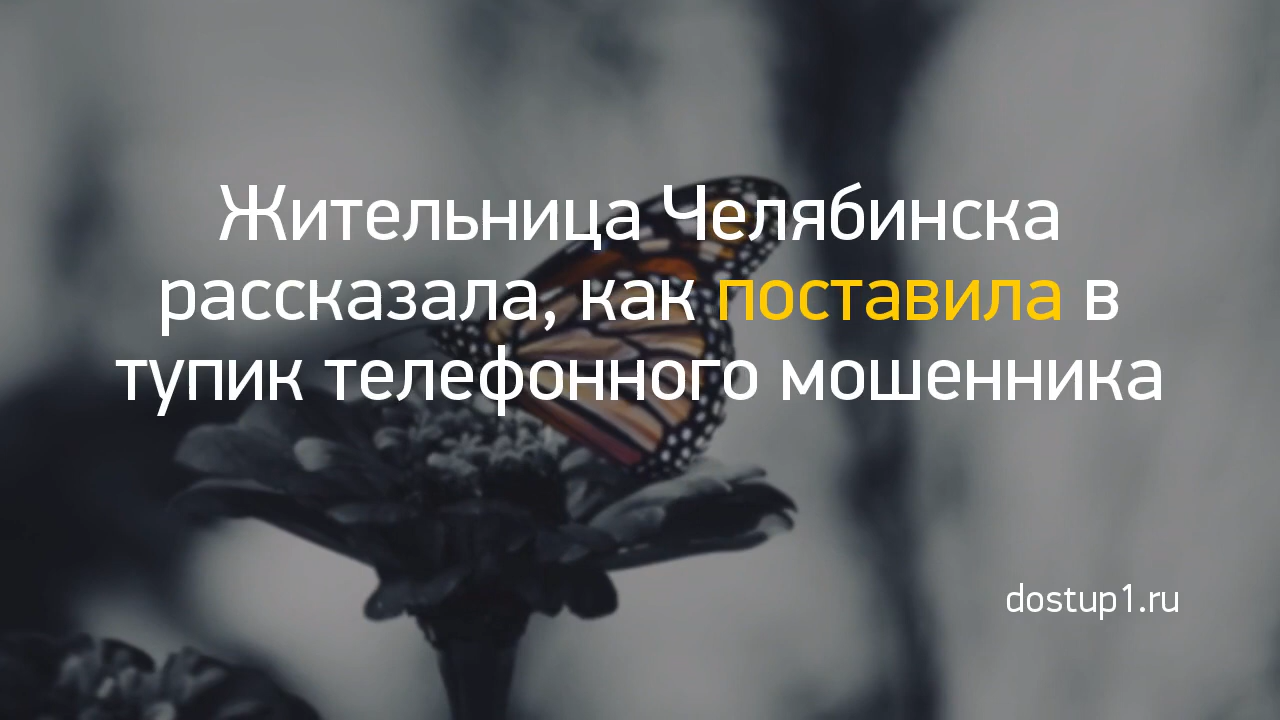 Жительница Челябинска
рассказала, как поставила в
тупик телефонного мошенника
dostup1.ru